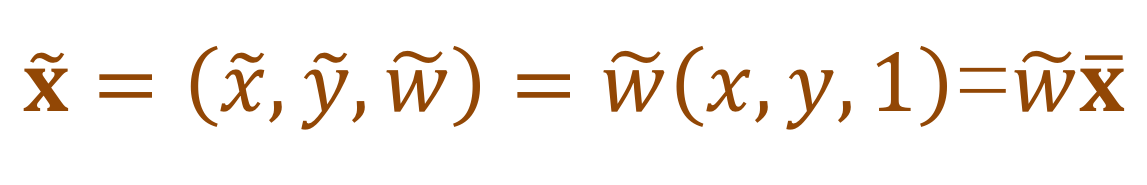 𝐱̃ = (x̃, ỹ, w̃) = w̃(x, y, 1)=w̃𝐱̅